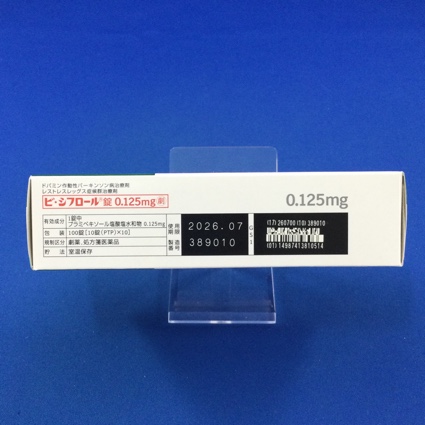 ドパミン作動性パーキンソン病治療剤
レストレスレッグス症候群治療剤
ビ・シフロール®錠 0.125mg 劇
0.125mg
有効成分 1錠中 プラミペキソール塩酸塩水和物 0.125mg
包 装 100錠[10錠(PTP)×10]
規制区分 劇薬、処方箋医薬品
貯 法 室温保存
使用期限 2026.07
製造番号 389010
GS1
(17)260700(10)389010
(01)14987413810514